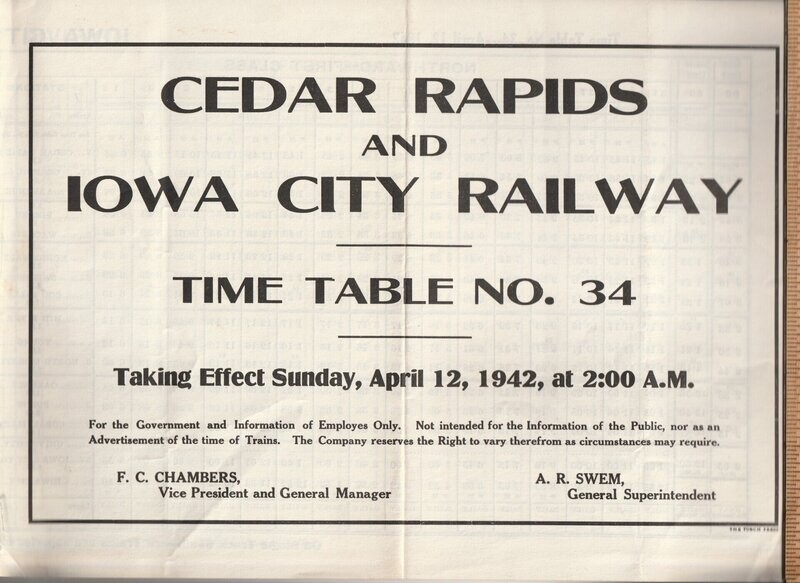 CEDAR RAPIDS
AND
IOWA CITY RAILWAY
TIME TABLE NO. 34
Taking Effect Sunday, April 12, 1942, at 2:00 A.M.
For the Government and Information of Employes Only. Not intended for the Information of the Public, nor as an
Advertisement of the time of Trains. The Company reserves the Right to vary therefrom as circumstances may require.
F. C. CHAMBERS,
Vice President and General Manager
A. R. SWEM,
General Superintendent
THE TORCH PRESS